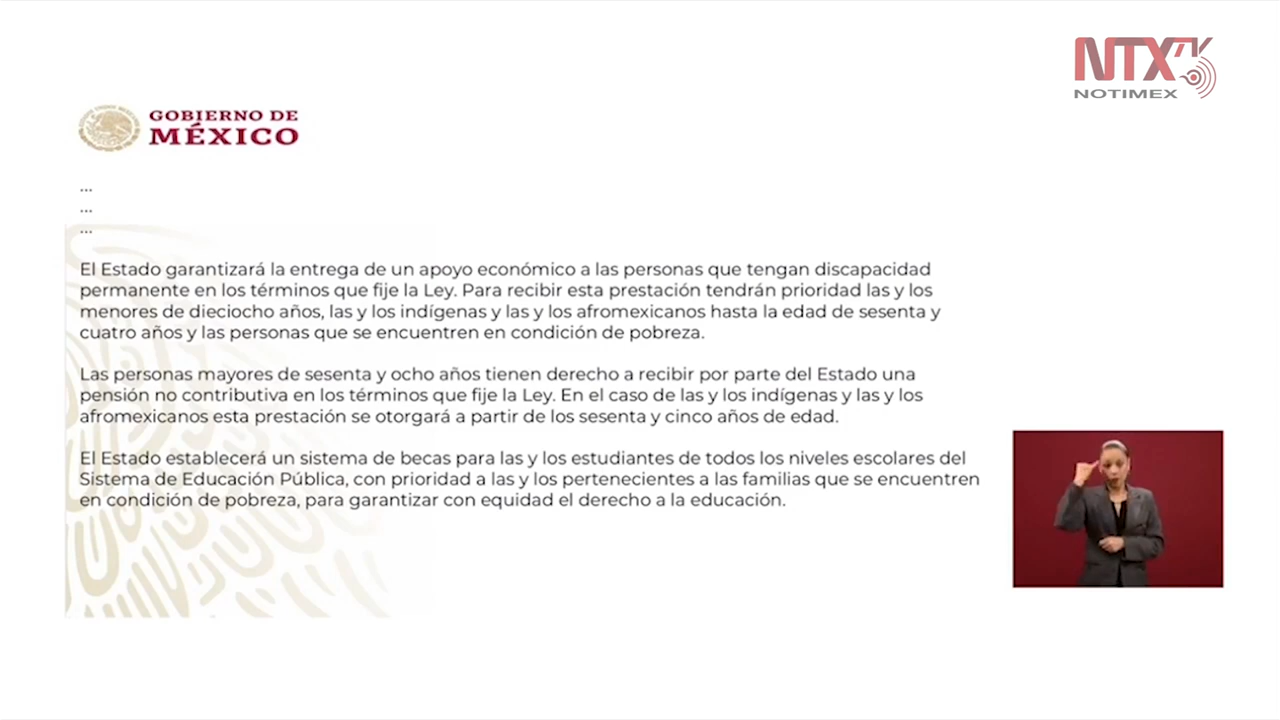 NTX TV
NOTIMEX
GOBIERNO DE
MÉXICO
...
...
...
El Estado garantizará la entrega de un apoyo económico a las personas que tengan discapacidad
permanente en los términos que fije la Ley. Para recibir esta prestación tendrán prioridad las y los
menores de dieciocho años, las y los indígenas y las y los afromexicanos hasta la edad de sesenta y
cuatro años y las personas que se encuentren en condición de pobreza.
Las personas mayores de sesenta y ocho años tienen derecho a recibir por parte del Estado una
pensión no contributiva en los términos que fije la Ley. En el caso de las y los indígenas y las y los
afromexicanos esta prestación se otorgará a partir de los sesenta y cinco años de edad.
El Estado establecerá un sistema de becas para las y los estudiantes de todos los niveles escolares del
Sistema de Educación Pública, con prioridad a las y los pertenecientes a las familias que se encuentren
en condición de pobreza, para garantizar con equidad el derecho a la educación.